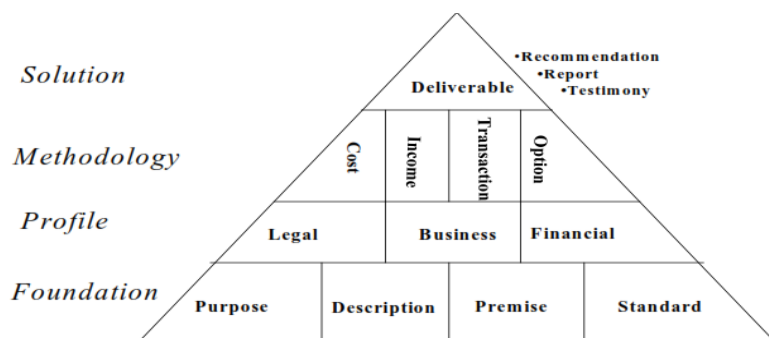 •Recommendation
•Report
Solution
•Testimony
Deliverable
Methodology
Cost
Income
Transaction
Option
Profile
Legal
Business
Financial
Foundation
Purpose
Description
Premise
Standard